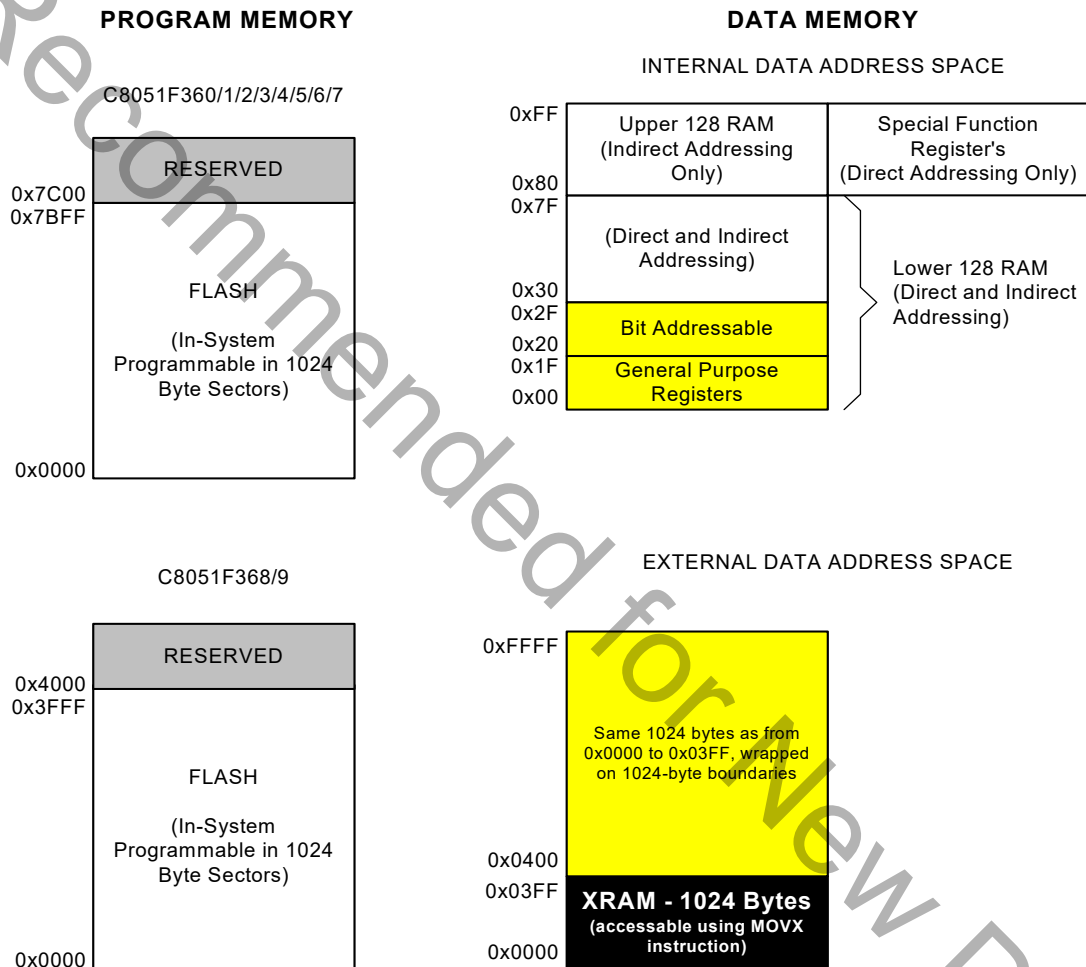 PROGRAM MEMORY
C8051F360/1/2/3/4/5/6/7
RESERVED
0x7C00
0x7BFF
FLASH
(In-System
Programmable in 1024
Byte Sectors)
0x0000
C8051F368/9
RESERVED
0x4000
0x3FFF
FLASH
(In-System
Programmable in 1024
Byte Sectors)
0x0000
DATA MEMORY
INTERNAL DATA ADDRESS SPACE
0xFF
Upper 128 RAM
(Indirect Addressing
Only)
0x80
Special Function
Register's
(Direct Addressing Only)
0x7F
(Direct and Indirect
Addressing)
0x30
Lower 128 RAM
(Direct and Indirect
Addressing)
0x2F
Bit Addressable
0x20
0x1F
General Purpose
Registers
0x00
EXTERNAL DATA ADDRESS SPACE
0xFFFF
Same 1024 bytes as from
0x0000 to 0x03FF, wrapped
on 1024-byte boundaries
0x0400
0x03FF
XRAM - 1024 Bytes
(accessable using MOVX
instruction)
0x0000
Recommended for New D